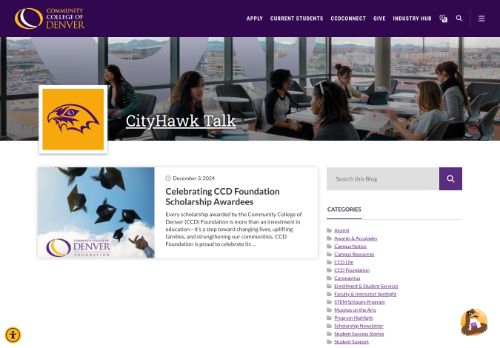 COMMUNITY
COLLEGE OF
DENVER
APPLY CURRENT STUDENTS CCDCONNECT GIVE INDUSTRY HUB
CityHawk Talk
December 3, 2024
Celebrating CCD Foundation
Scholarship Awardees
Every scholarship awarded by the Community College of
Denver (CCD) Foundation is more than an investment in
education—it's a step toward changing lives, uplifting
families, and strengthening our communities. CCD
Foundation is proud to celebrate its ...
COMMUNITY COLLEGE OF
DENVER
FOUNDATION
Search this Blog
CATEGORIES
Alumni
Awards & Accolades
Campus Notice
Campus Resources
CCD Life
CCD Foundation
Coronavirus
Enrollment & Student Services
Faculty & Instructor Spotlight
STEM Scholars Program
Musings on the Arts
Program Highlight
Scholarship Newsletter
Student Success Stories
Student Support